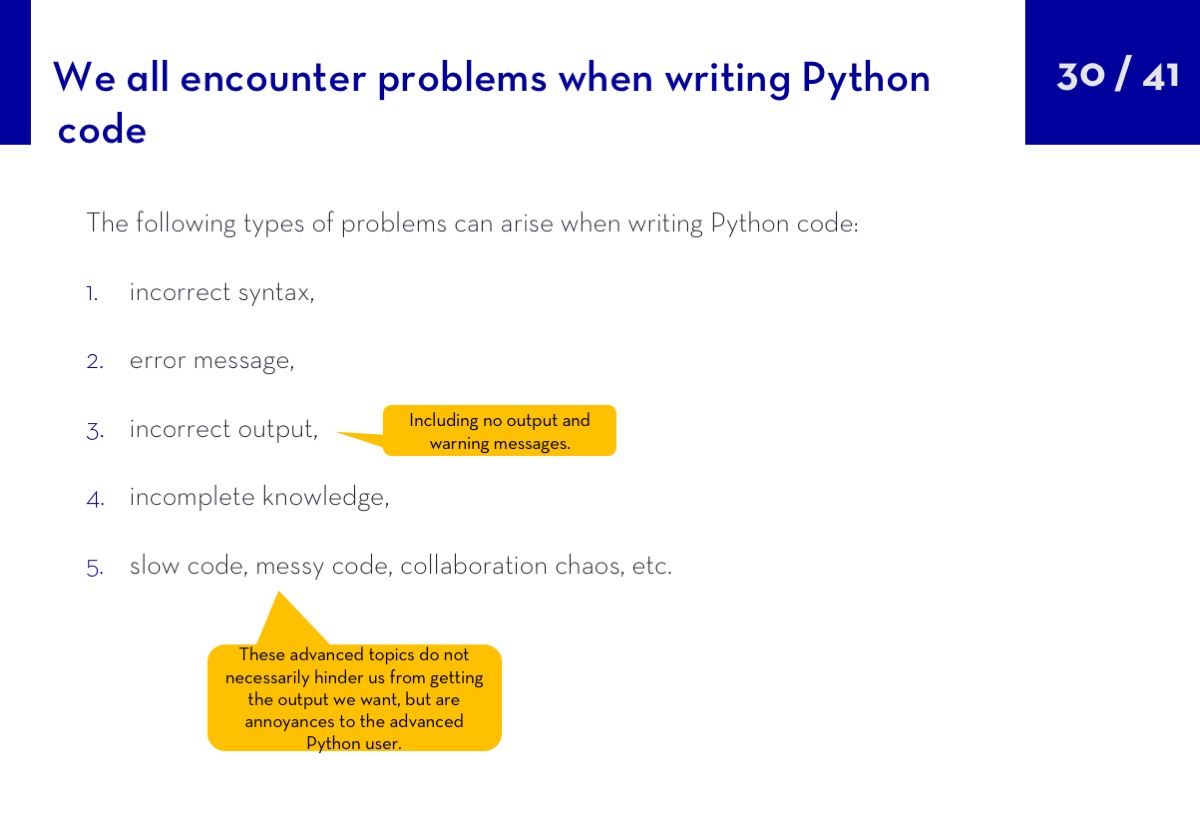 We all encounter problems when writing Python
code
30 / 41
The following types of problems can arise when writing Python code:
1. incorrect syntax,
2. error message,
3. incorrect output,
Including no output and
warning messages.
4. incomplete knowledge,
5. slow code, messy code, collaboration chaos, etc.
These advanced topics do not
necessarily hinder us from getting
the output we want, but are
annoyances to the advanced
Python user.